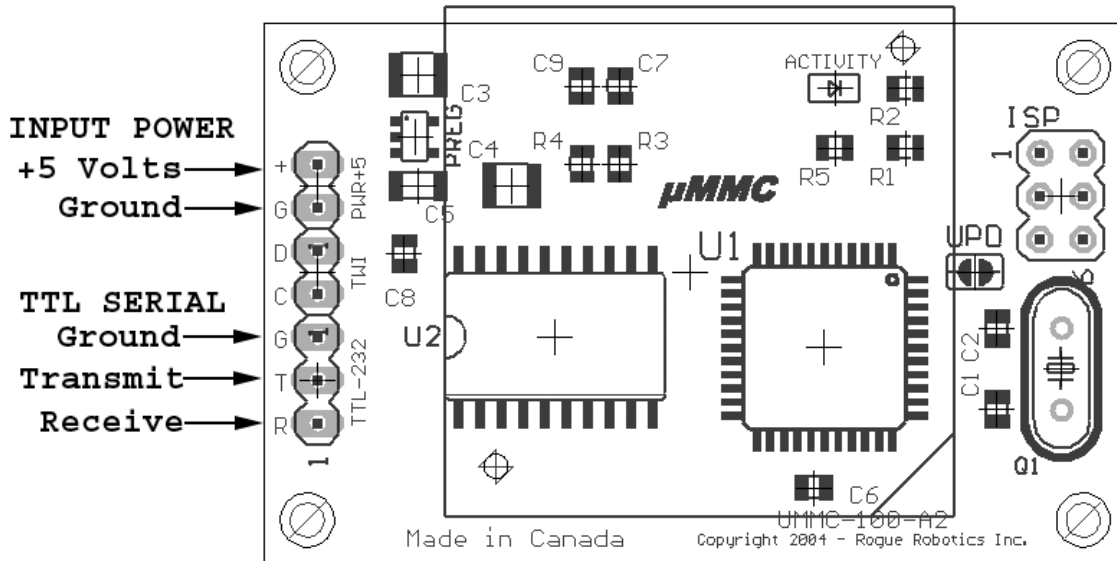 INPUT POWER
+5 Volts
Ground
TTL SERIAL
Ground
Transmit
Receive
+
G
D
C
G
T
R
PWR+5
TWI
TTL-232
1
C3
PREG
C4
C5
C8
C9
C7
R4
R3
ACTIVITY
R2
R5
R1
µMMC
ISP
1
UPD
U1
U2
C2
C1
Q1
C6
UMMC-100-A2
Made in Canada
Copyright 2004 - Rogue Robotics Inc.